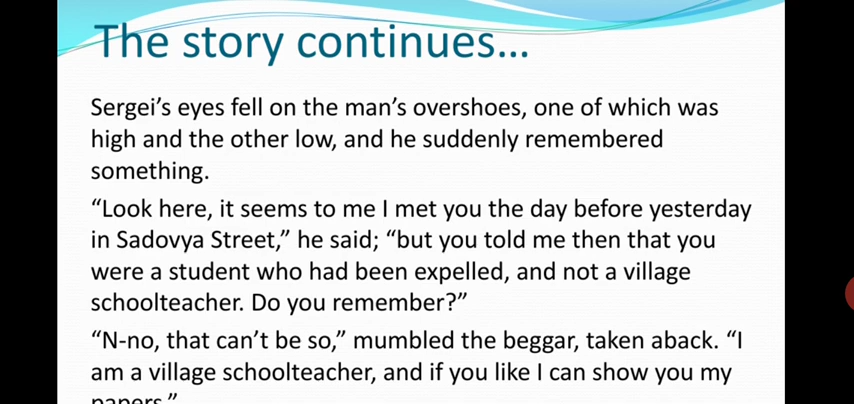 The story continues...
Sergei’s eyes fell on the man’s overshoes, one of which was
high and the other low, and he suddenly remembered
something.
“Look here, it seems to me I met you the day before yesterday
in Sadovya Street,” he said; “but you told me then that you
were a student who had been expelled, and not a village
schoolteacher. Do you remember?”
“N-no, that can’t be so,” mumbled the beggar, taken aback. “I
am a village schoolteacher, and if you like I can show you my
papers.”